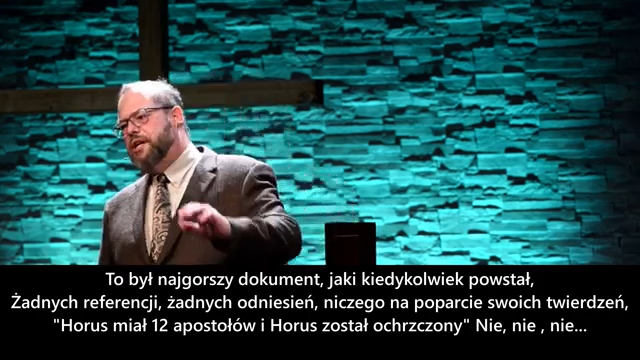 To był najgorszy dokument, jaki kiedykolwiek powstał,
Żadnych referencji, żadnych odniesień, niczego na poparcie swoich twierdzeń,
"Horus miał 12 apostołów i Horus został ochrzczony" Nie, nie , nie...